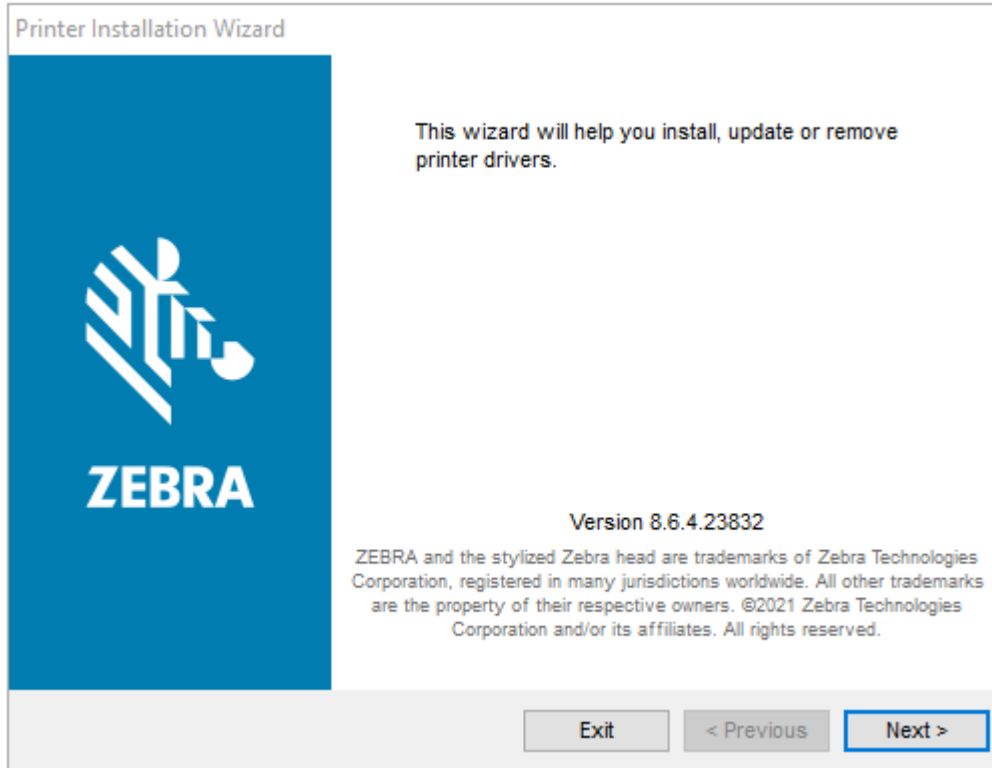 Printer Installation Wizard
This wizard will help you install, update or remove
printer drivers.
ZEBRA
Version 8.6.4.23832
ZEBRA and the stylized Zebra head are trademarks of Zebra Technologies
Corporation, registered in many jurisdictions worldwide. All other trademarks
are the property of their respective owners. ©2021 Zebra Technologies
Corporation and/or its affiliates. All rights reserved.
Exit
< Previous
Next >